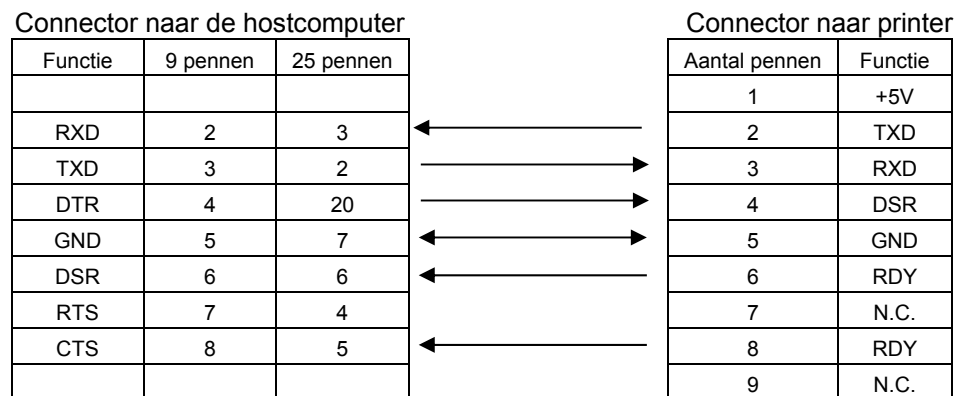 Connector naar de hostcomputer Connector naar printer
Functie 9 pennen 25 pennen Aantal pennen Functie
1 +5V
RXD 2 3 2 TXD
TXD 3 2 3 RXD
DTR 4 20 4 DSR
GND 5 7 5 GND
DSR 6 6 6 RDY
RTS 7 4 7 N.C.
CTS 8 5 8 RDY
9 N.C.